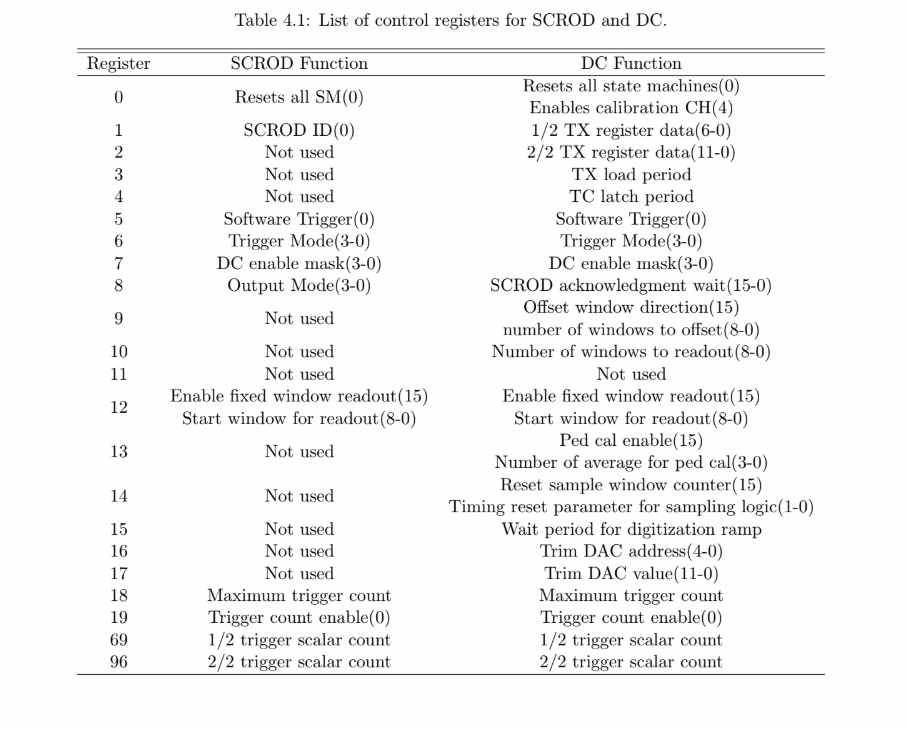 Table 4.1: List of control registers for SCROD and DC.
Register SCROD Function DC Function
0 Resets all SM(0) Resets all state machines(0)
Enables calibration CH(4)
1 SCROD ID(0) 1/2 TX register data(6-0)
2 Not used 2/2 TX register data(11-0)
3 Not used TX load period
4 Not used TC latch period
5 Software Trigger(0) Software Trigger(0)
6 Trigger Mode(3-0) Trigger Mode(3-0)
7 DC enable mask(3-0) DC enable mask(3-0)
8 Output Mode(3-0) SCROD acknowledgment wait(15-0)
9 Not used Offset window direction(15)
number of windows to offset(8-0)
10 Not used Number of windows to readout(8-0)
11 Not used Not used
12 Enable fixed window readout(15) Enable fixed window readout(15)
Start window for readout(8-0) Start window for readout(8-0)
13 Not used Ped cal enable(15)
Number of average for ped cal(3-0)
14 Not used Reset sample window counter(15)
Timing reset parameter for sampling logic(1-0)
15 Not used Wait period for digitization ramp
16 Not used Trim DAC address(4-0)
17 Not used Trim DAC value(11-0)
18 Maximum trigger count Maximum trigger count
19 Trigger count enable(0) Trigger count enable(0)
69 1/2 trigger scalar count 1/2 trigger scalar count
96 2/2 trigger scalar count 2/2 trigger scalar count